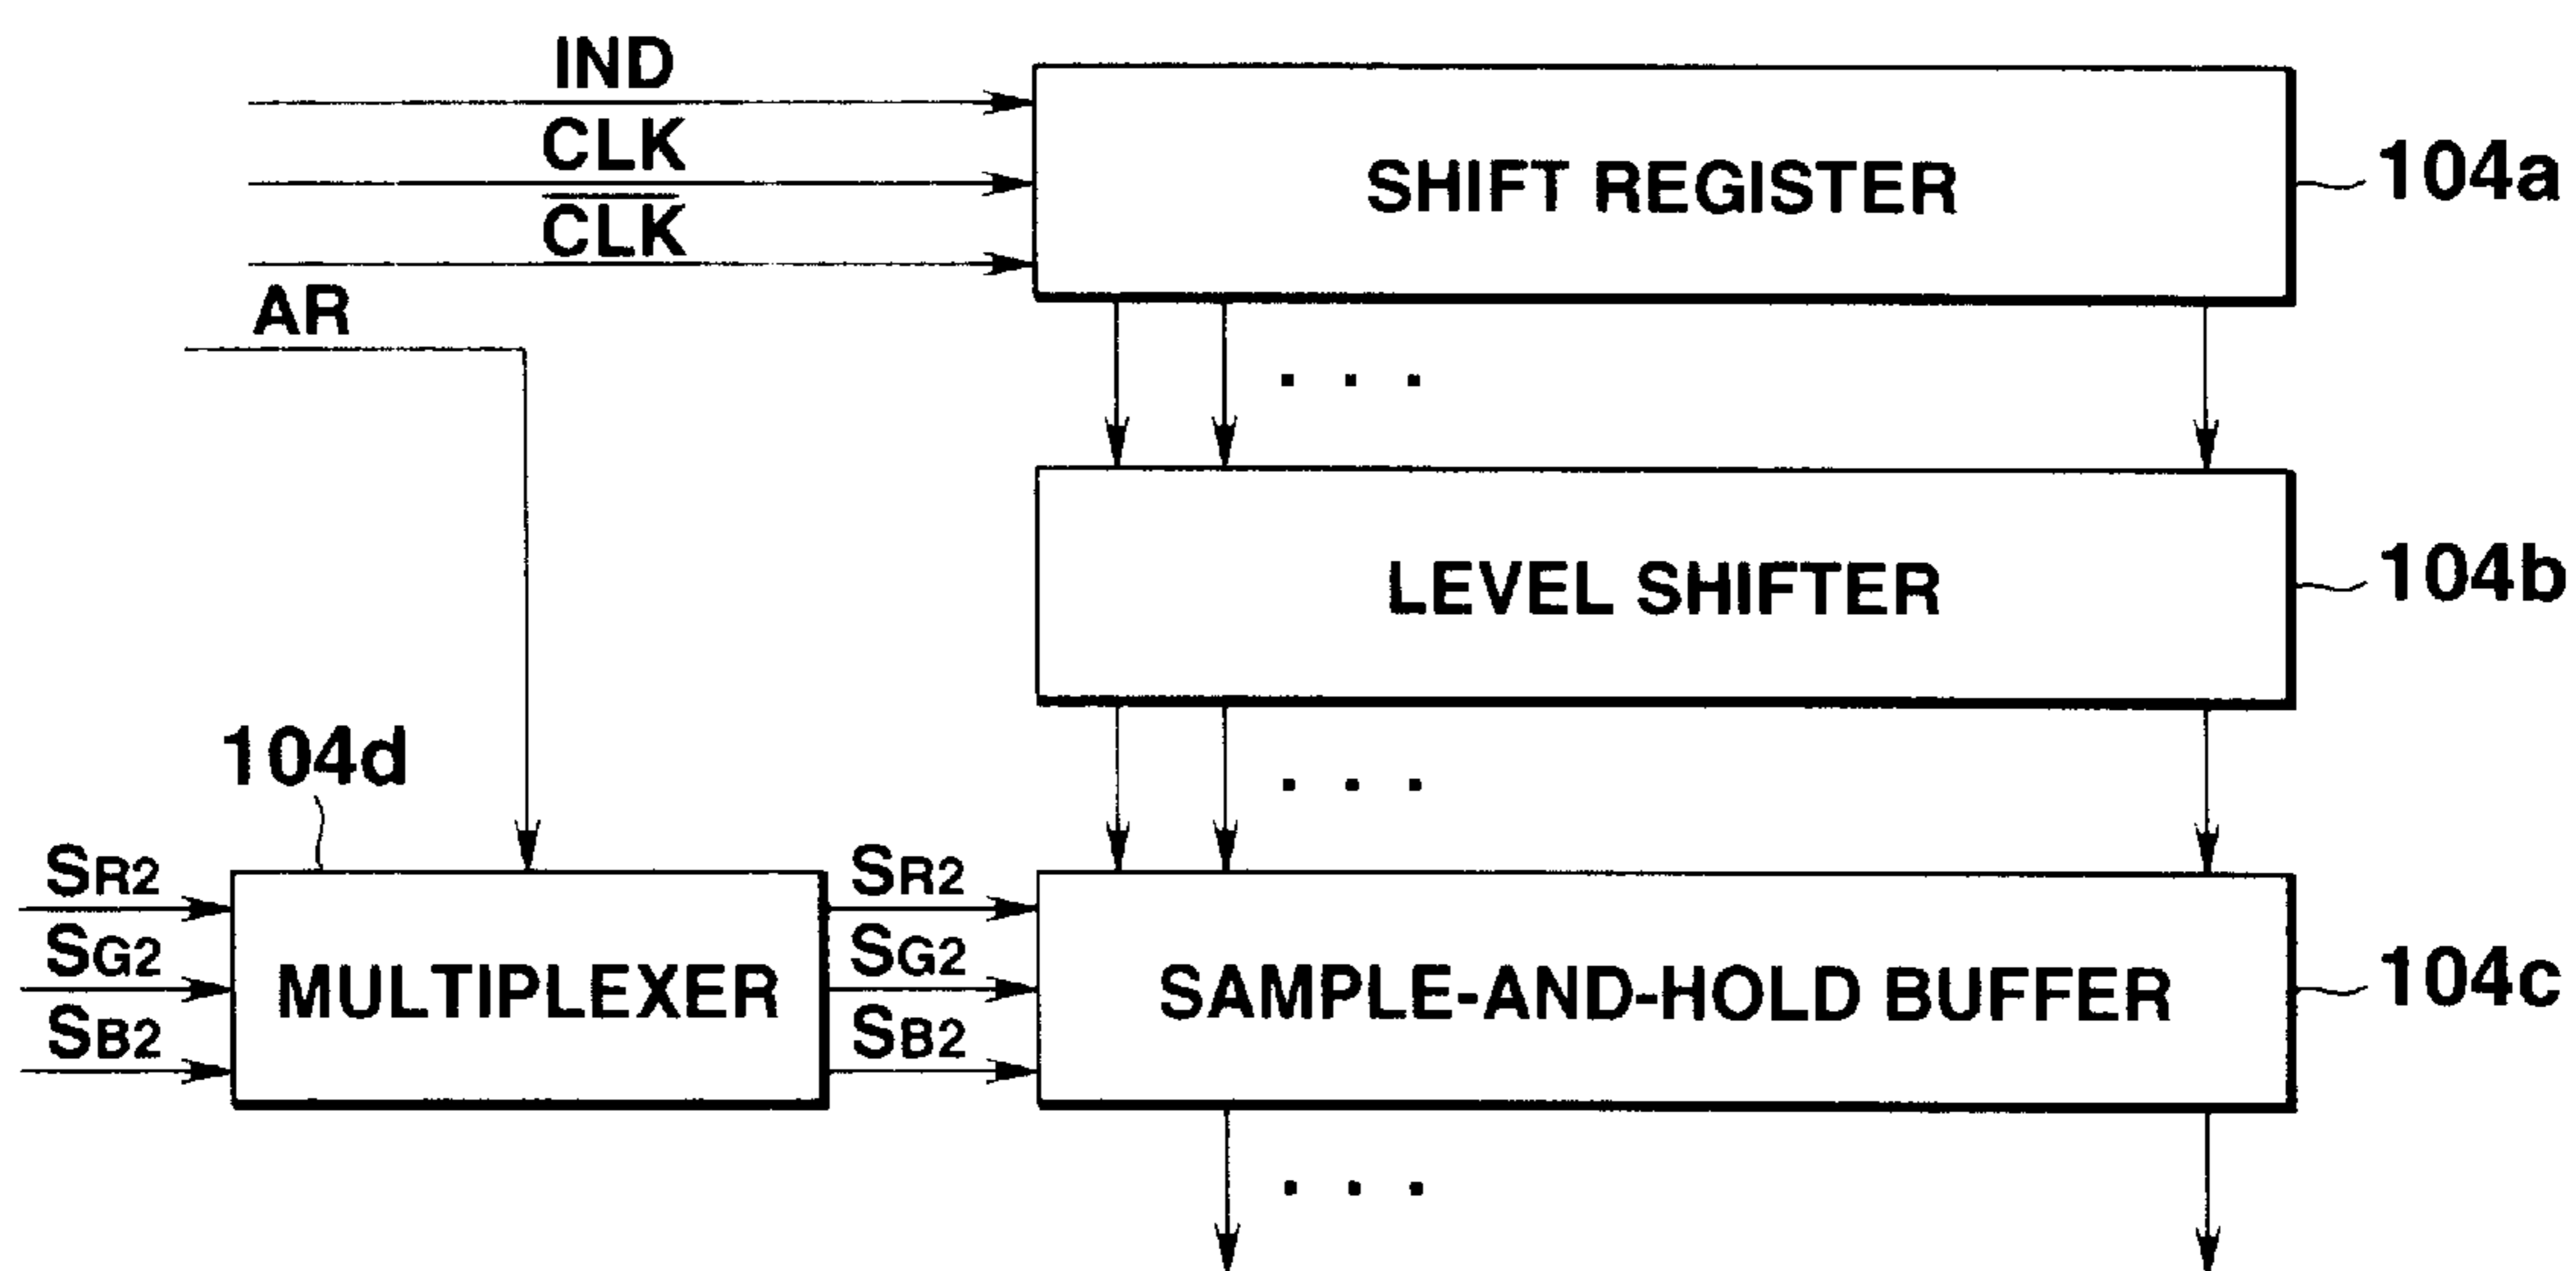 IND
CLK
C̅L̅K̅
AR
SHIFT REGISTER
104a
. . .
LEVEL SHIFTER
104b
. . .
104d
SR2
SG2
SB2
MULTIPLEXER
SR2
SG2
SB2
SAMPLE-AND-HOLD BUFFER
104c
. . .